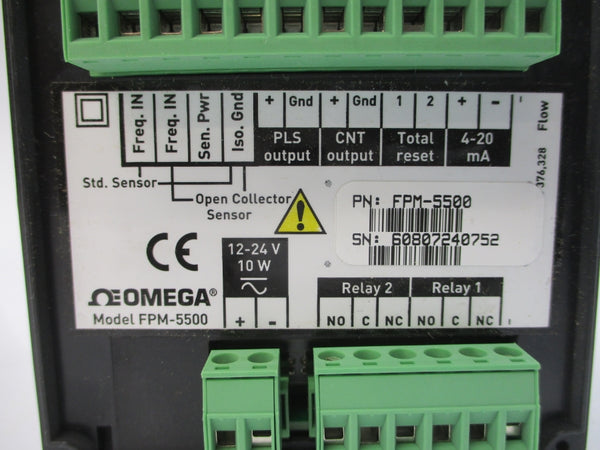 Freq. IN
Freq. IN
Sen. Pwr
Iso. Gnd
+ Gnd + Gnd 1 2 + -
PLS output
CNT output
Total reset
4-20 mA
Std. Sensor
Open Collector
Sensor
376,328 Flow
PN: FPM-5500
SN: 60807240752
CE
12-24 V
10 W
OMEGA®
Model FPM-5500
+ -
Relay 2 Relay 1
NO C NC NO C NC